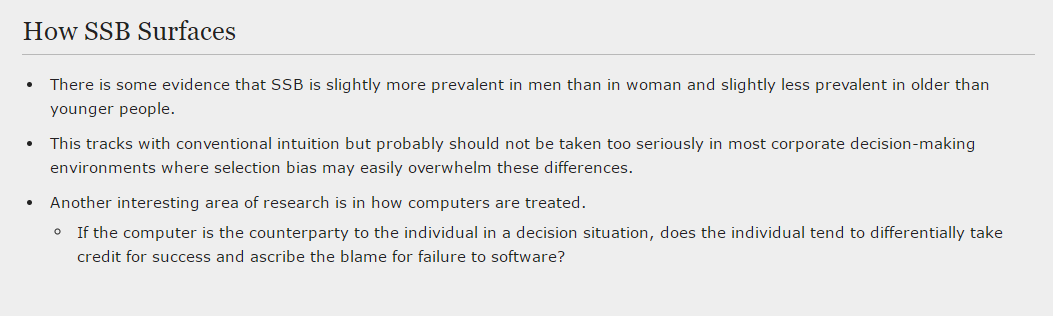 How SSB Surfaces
There is some evidence that SSB is slightly more prevalent in men than in woman and slightly less prevalent in older than
younger people.
This tracks with conventional intuition but probably should not be taken too seriously in most corporate decision-making
environments where selection bias may easily overwhelm these differences.
Another interesting area of research is in how computers are treated.
If the computer is the counterparty to the individual in a decision situation, does the individual tend to differentially take
credit for success and ascribe the blame for failure to software?